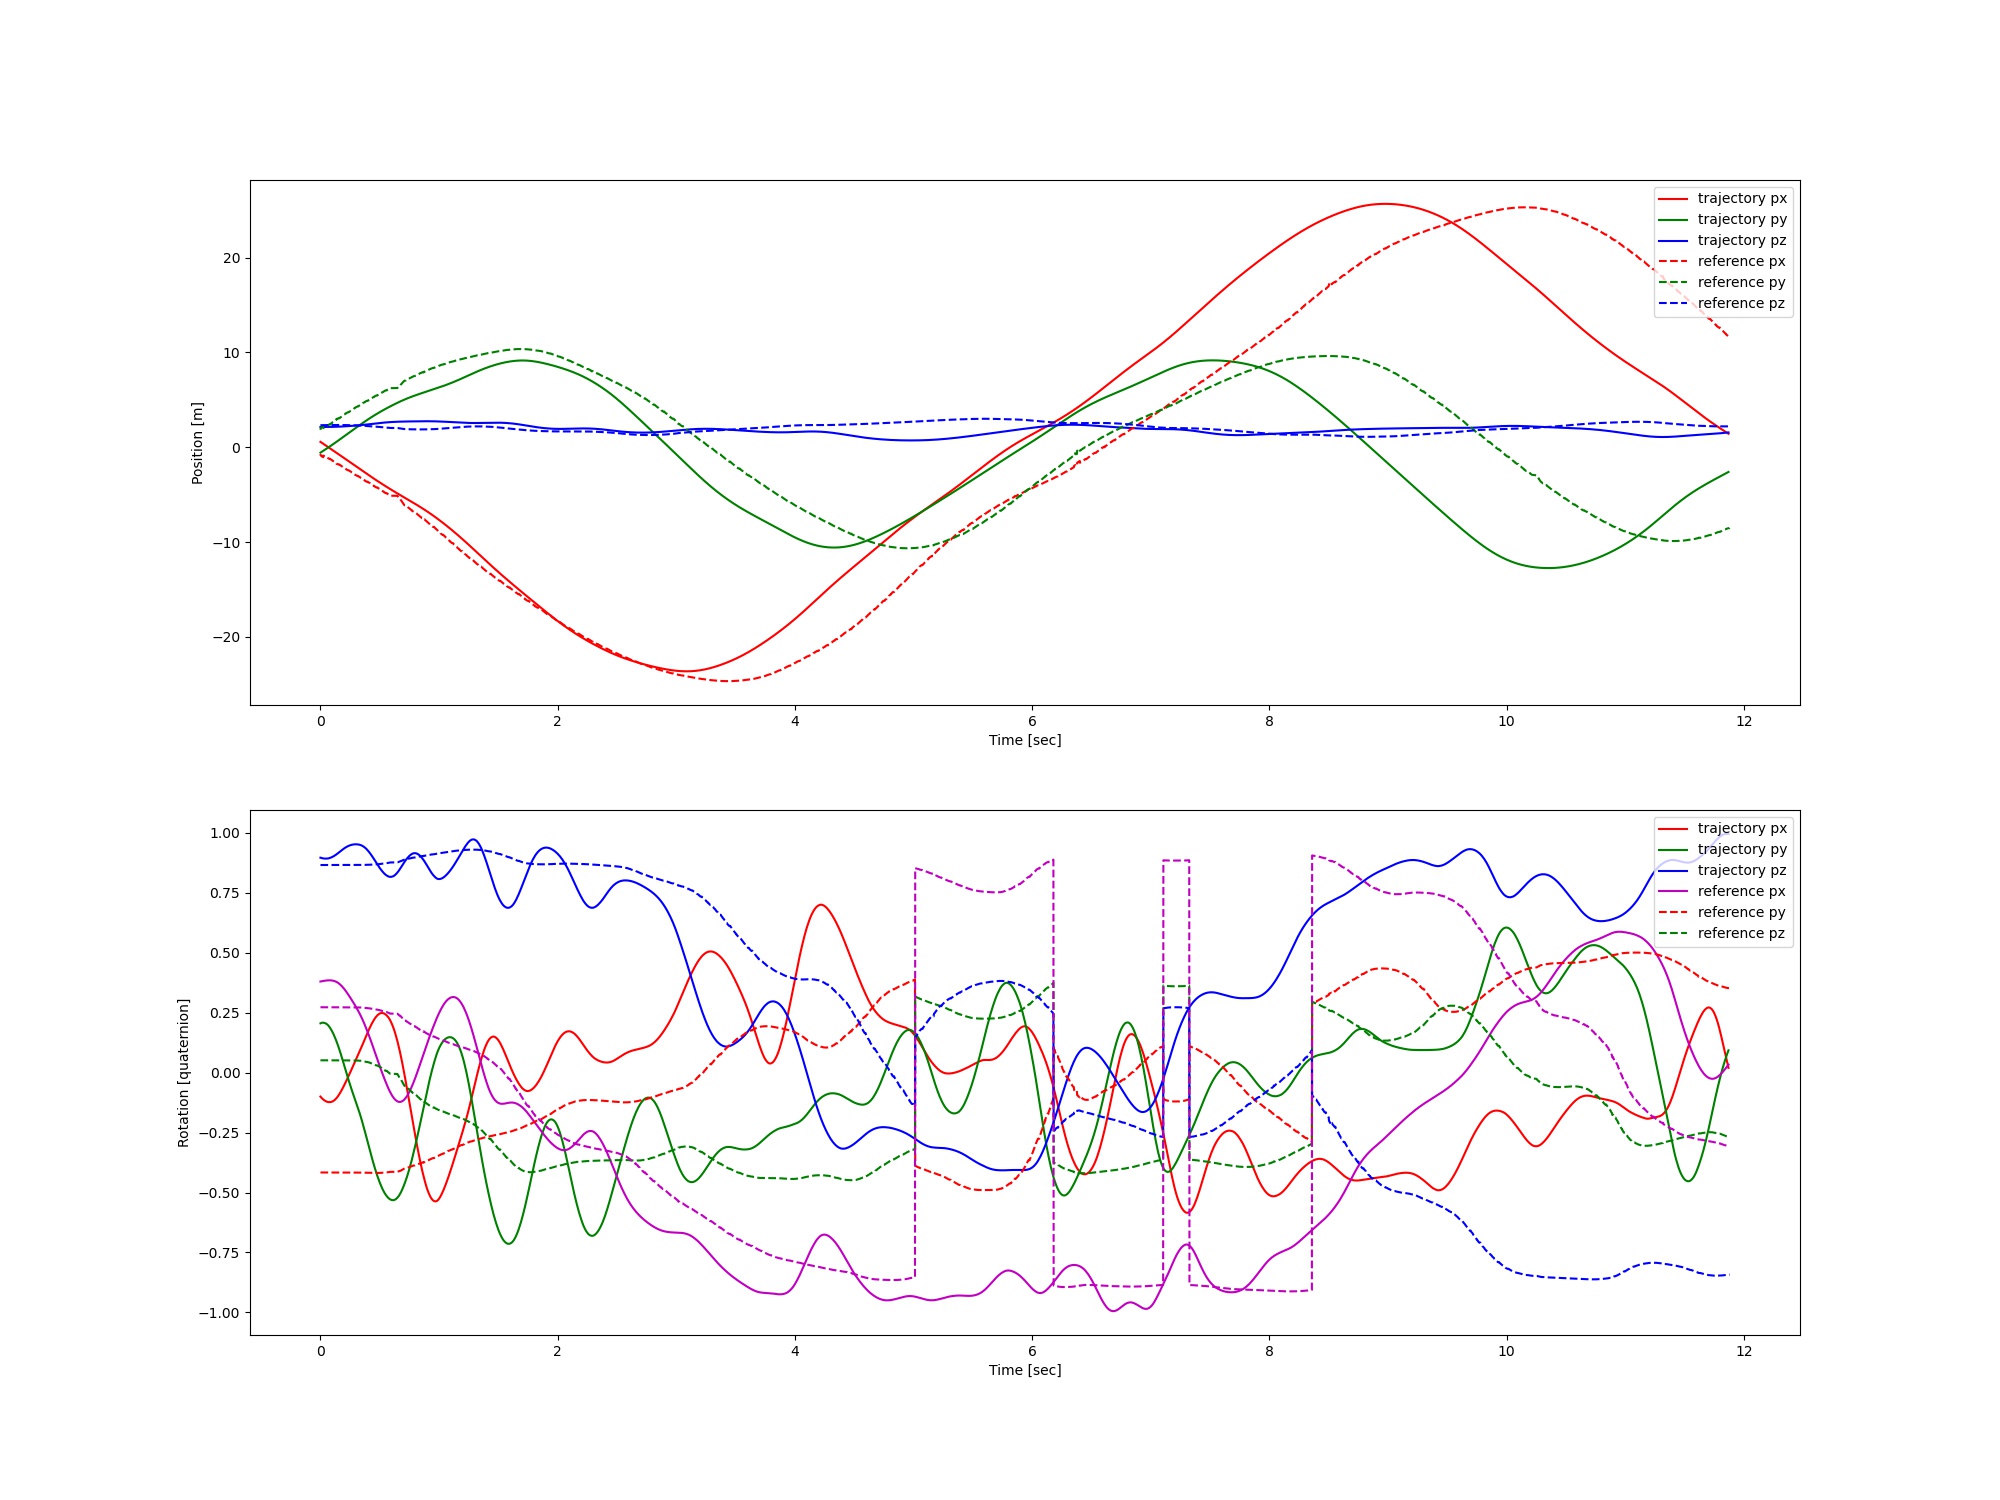 trajectory px
trajectory py
trajectory pz
reference px
reference py
reference pz
20
10
0
−10
−20
Position [m]
0 2 4 6 8 10 12
Time [sec]
trajectory px
trajectory py
trajectory pz
reference px
reference py
reference pz
1.00
0.75
0.50
0.25
0.00
−0.25
−0.50
−0.75
−1.00
Rotation [quaternion]
0 2 4 6 8 10 12
Time [sec]